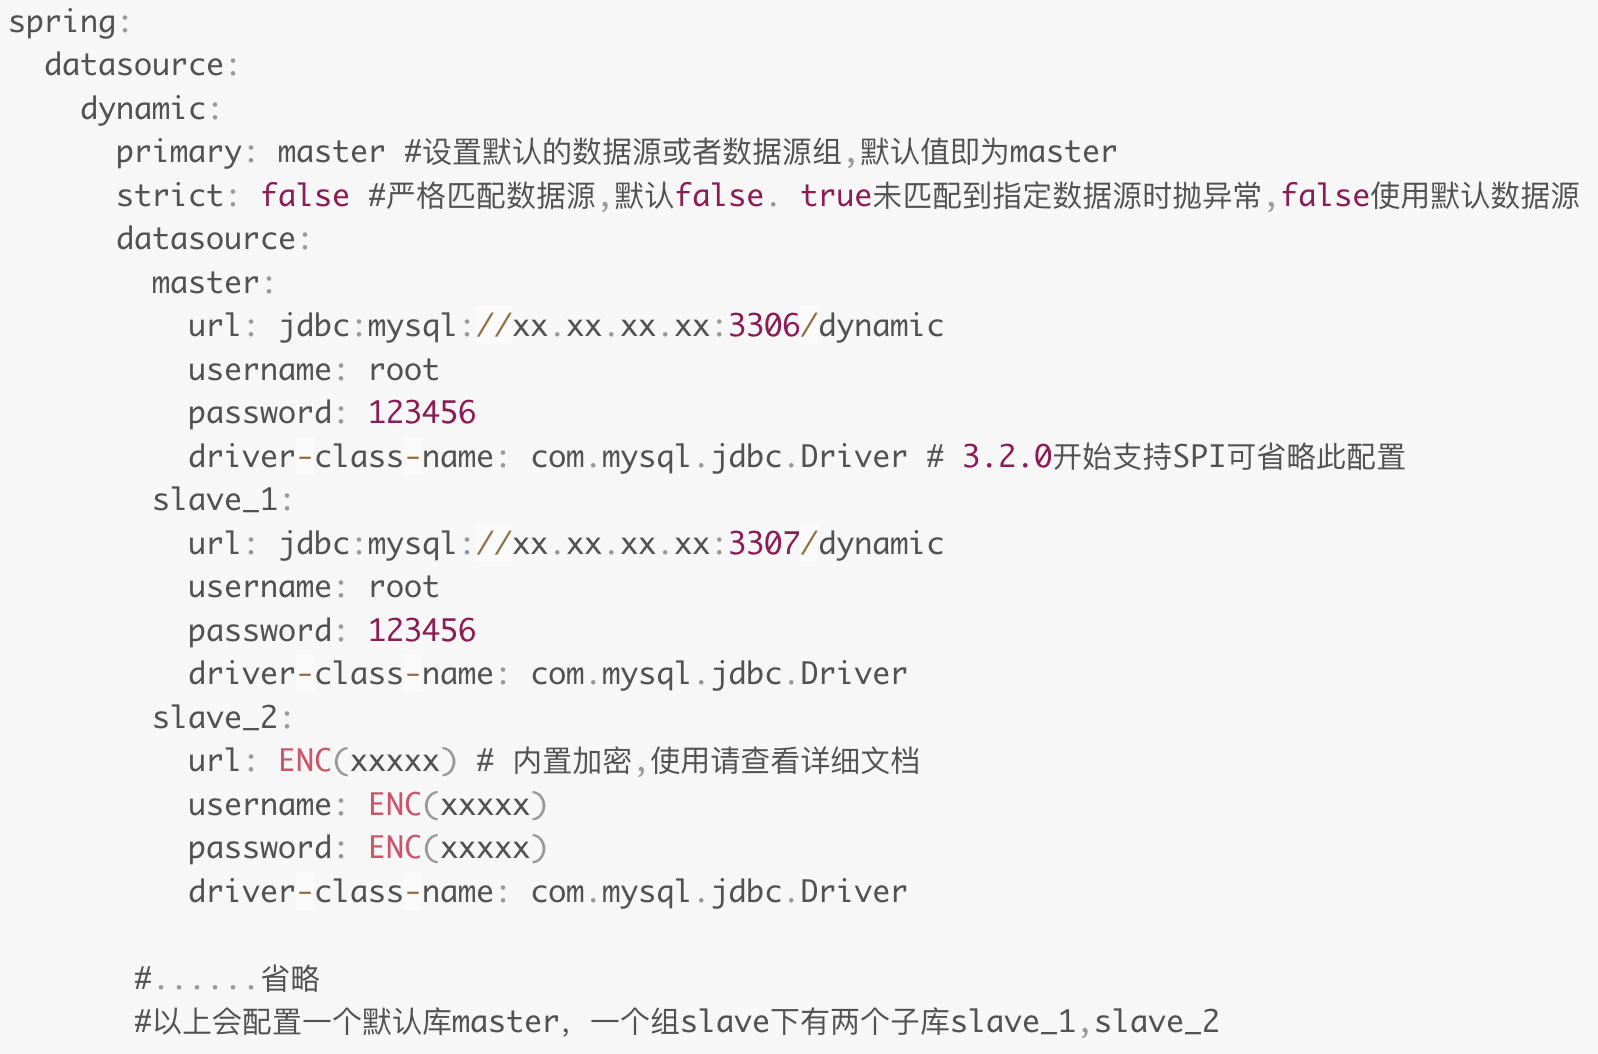 spring:
  datasource:
    dynamic:
      primary: master #设置默认的数据源或者数据源组,默认值即为master
      strict: false #严格匹配数据源,默认false. true未匹配到指定数据源时抛异常,false使用默认数据源
      datasource:
        master:
          url: jdbc:mysql://xx.xx.xx.xx:3306/dynamic
          username: root
          password: 123456
          driver-class-name: com.mysql.jdbc.Driver # 3.2.0开始支持SPI可省略此配置
        slave_1:
          url: jdbc:mysql://xx.xx.xx.xx:3307/dynamic
          username: root
          password: 123456
          driver-class-name: com.mysql.jdbc.Driver
        slave_2:
          url: ENC(xxxxx) # 内置加密,使用请查看详细文档
          username: ENC(xxxxx)
          password: ENC(xxxxx)
          driver-class-name: com.mysql.jdbc.Driver

       #......省略
       #以上会配置一个默认库master，一个组slave下有两个子库slave_1,slave_2